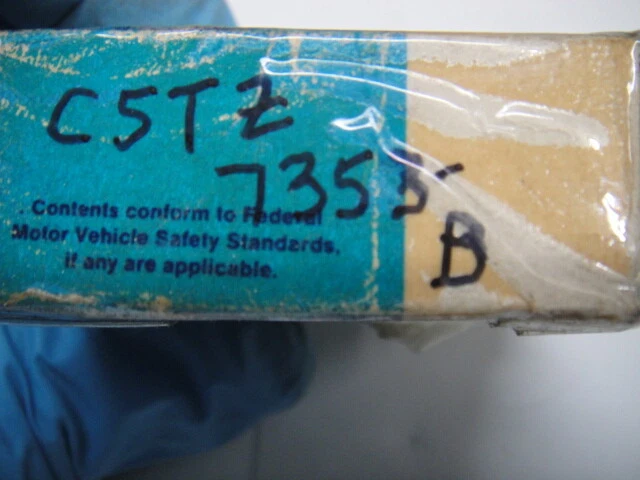 C5TZ
7353
B
Contents conform to Federal
Motor Vehicle Safety Standards,
if any are applicable.